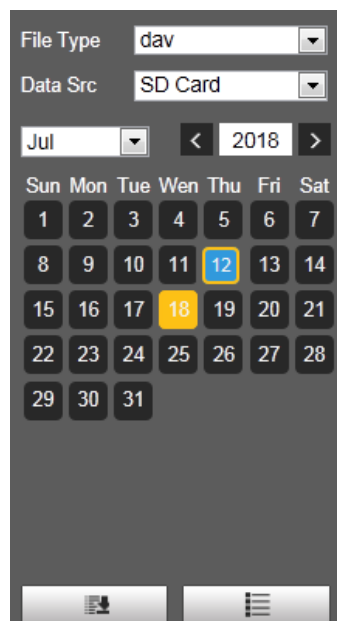 File Type dav
Data Src SD Card
Jul < 2018 >
Sun Mon Tue Wen Thu Fri Sat
1 2 3 4 5 6 7
8 9 10 11 12 13 14
15 16 17 18 19 20 21
22 23 24 25 26 27 28
29 30 31